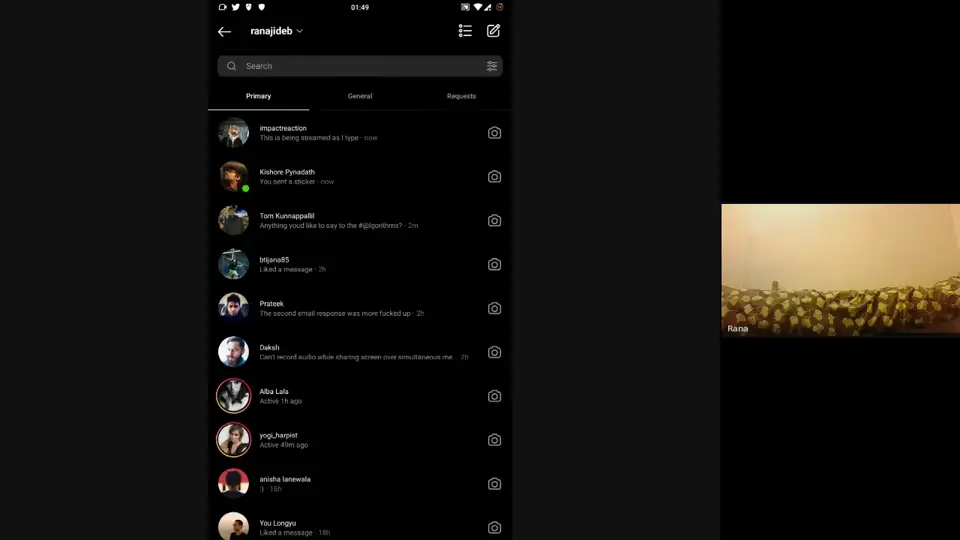 01:49
ranajideb
Search
Primary General Requests
impactreaction
This is being streamed as I type · now
Kishore Pynadath
You sent a sticker · now
Tom Kunnappallil
Anything youd like to say to the #@lgorithms? · 2m
btijana85
Liked a message · 2h
Prateek
The second email response was more fucked up · 2h
Daksh
Can't record audio while sharing screen over simultaneous me... · 2h
Alba Lala
Active 1h ago
yogi_harpist
Active 49m ago
anisha lanewala
:) · 16h
You Longyu
Liked a message · 18h
Rana